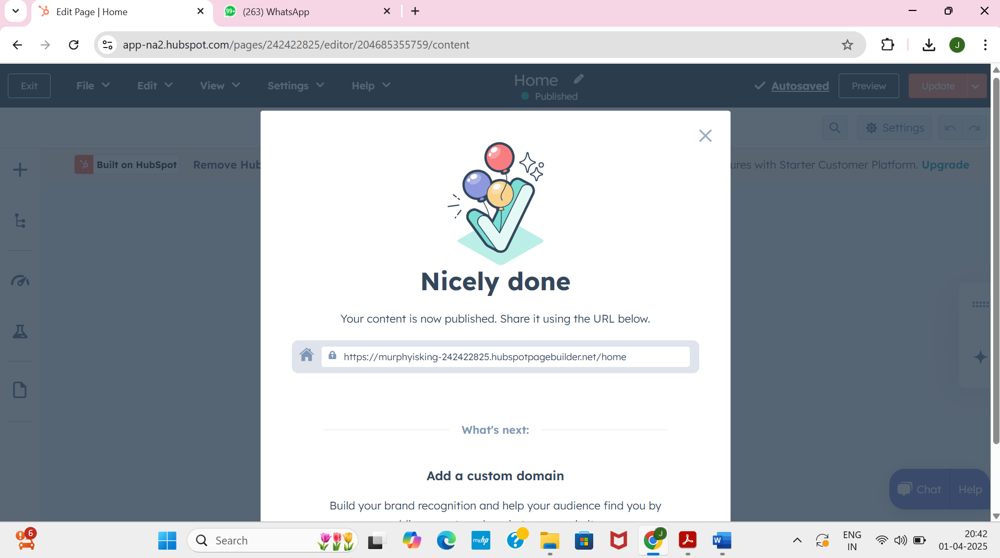 Edit Page | Home
99+
(263) WhatsApp
app-na2.hubspot.com/pages/242422825/editor/204685355759/content
J
Exit
File
Edit
View
Settings
Help
Home
Published
Autosaved
Preview
Update
Settings
Built on HubSpot
Remove Hub
ures with Starter Customer Platform. Upgrade
Nicely done
Your content is now published. Share it using the URL below.
https://murphyisking-242422825.hubspotpagebuilder.net/home
What's next:
Add a custom domain
Build your brand recognition and help your audience find you by
Chat
Help
6
Search
myhp
J
W
ENG
IN
20:42
01-04-2025